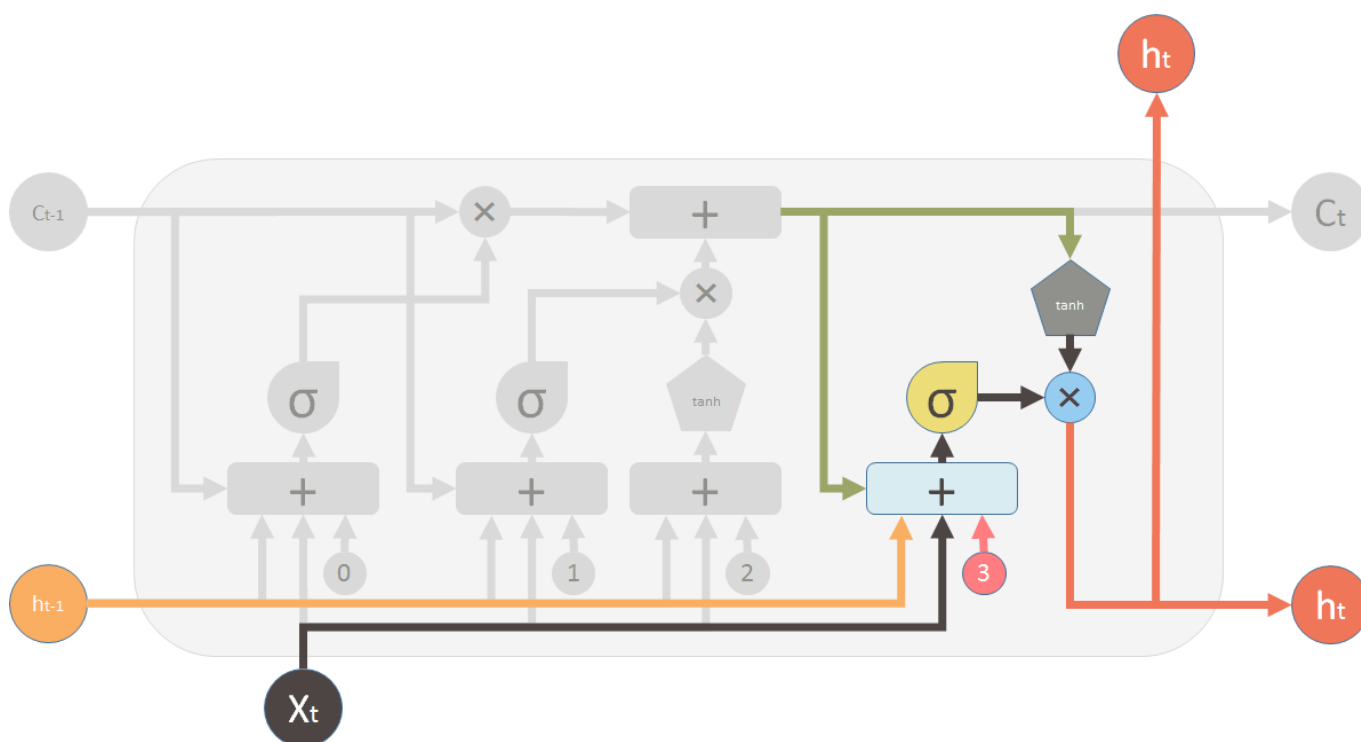 ht
Ct-1
×
+
Ct
×
tanh
σ
σ
tanh
σ
×
+
+
+
+
0
1
2
3
ht-1
ht
Xt